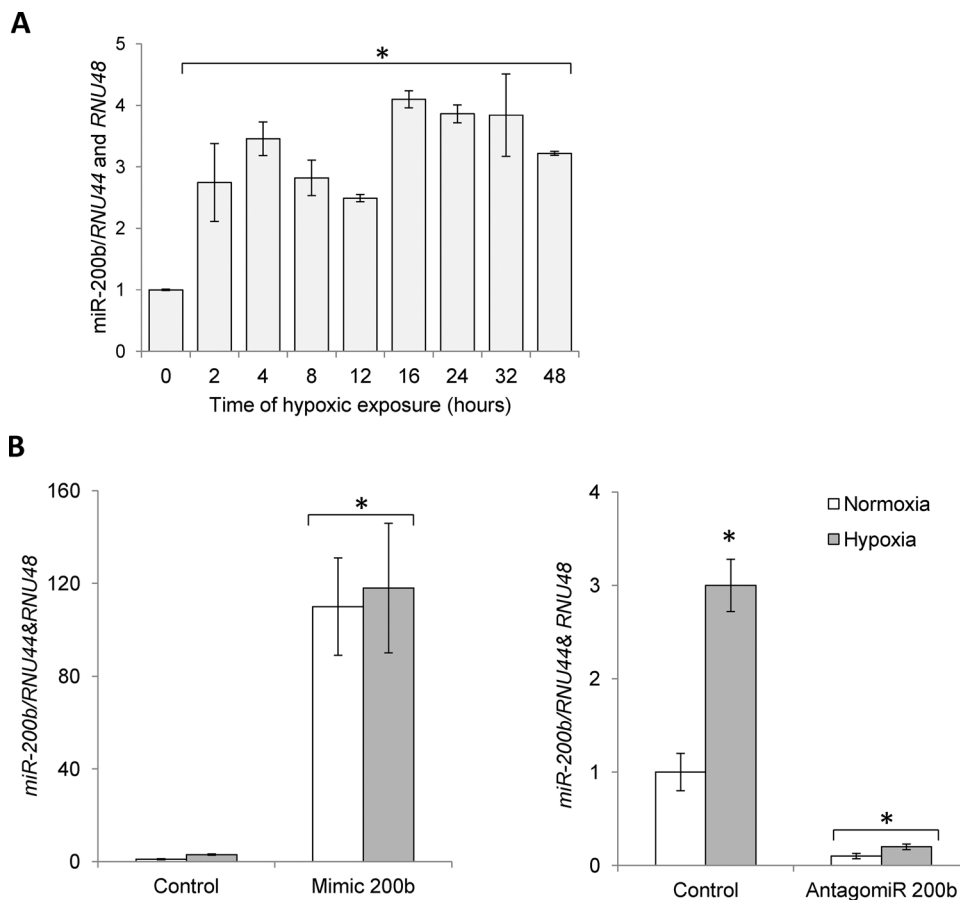 A
miR-200b/RNU44 and RNU48
5
4
3
2
1
0
*
0 2 4 8 12 16 24 32 48
Time of hypoxic exposure (hours)
B
miR-200b/RNU44&RNU48
160
120
80
40
0
*
Control Mimic 200b
miR-200b/RNU44& RNU48
4
3
2
1
0
*
*
Normoxia
Hypoxia
Control AntagomiR 200b